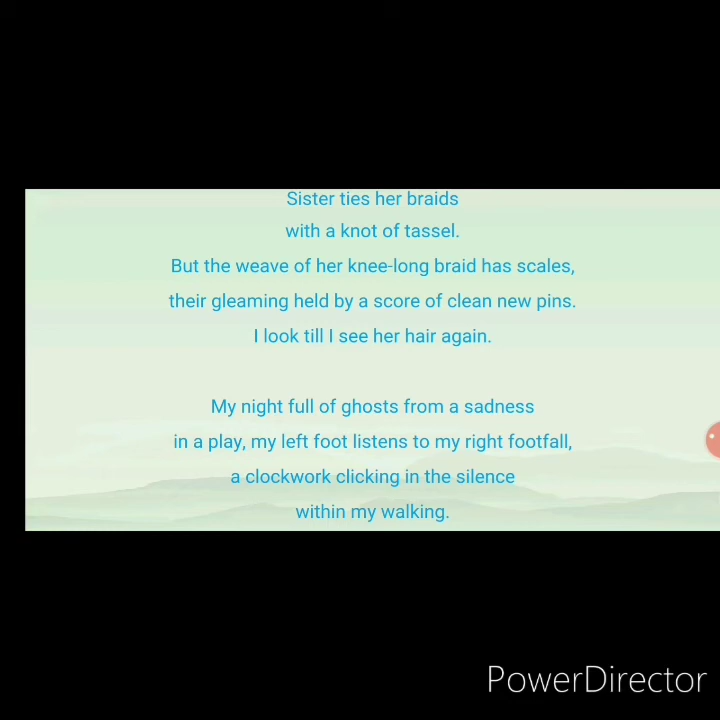 Sister ties her braids
with a knot of tassel.
But the weave of her knee-long braid has scales,
their gleaming held by a score of clean new pins.
I look till I see her hair again.
My night full of ghosts from a sadness
in a play, my left foot listens to my right footfall,
a clockwork clicking in the silence
within my walking.
PowerDirector